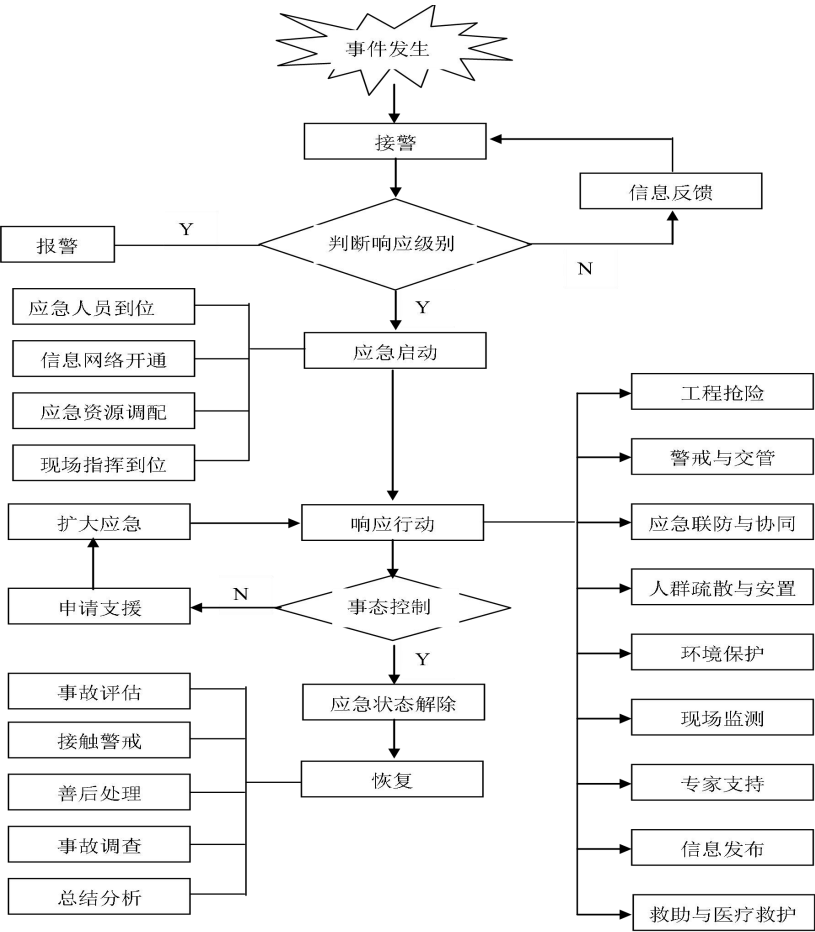 事件发生
接警
信息反馈
Y
报警
判断响应级别
N
Y
应急人员到位
应急启动
信息网络开通
应急资源调配
现场指挥到位
工程抢险
警戒与交管
扩大应急
响应行动
应急联防与协同
人群疏散与安置
N
申请支援
事态控制
环境保护
Y
事故评估
应急状态解除
现场监测
接触警戒
恢复
专家支持
善后处理
事故调查
信息发布
总结分析
救助与医疗救护